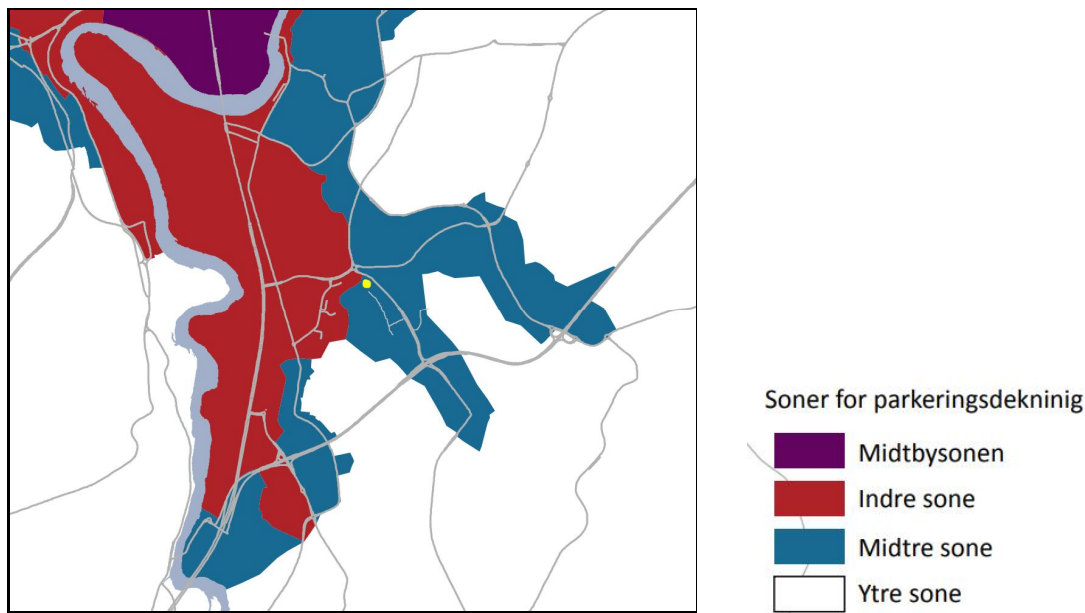 Soner for parkeringsdekninig
Midtbysonen
Indre sone
Midtre sone
Ytre sone